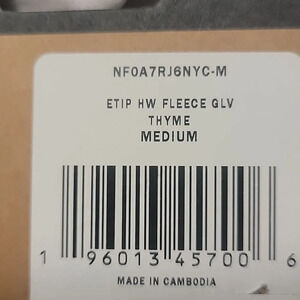 NF0A7RJ6NYC-M
ETIP HW FLEECE GLV
THYME
MEDIUM
1 96013 45700 6
MADE IN CAMBODIA